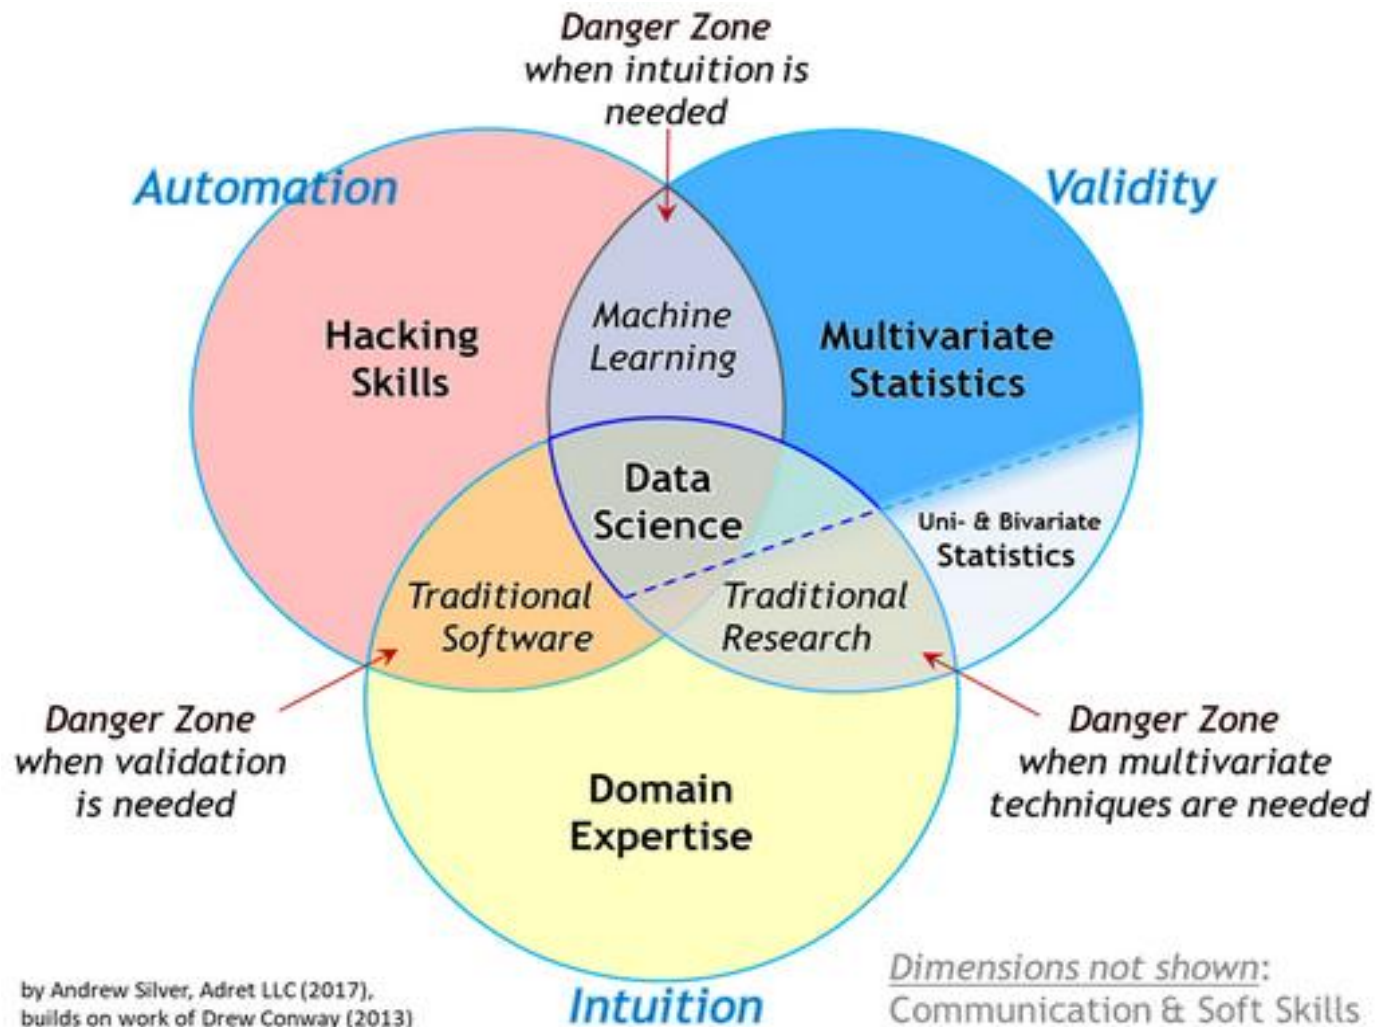 Danger Zone
when intuition is
needed
Automation
Validity
Hacking
Skills
Machine
Learning
Multivariate
Statistics
Data
Science
Uni- & Bivariate
Statistics
Traditional
Software
Traditional
Research
Danger Zone
when validation
is needed
Danger Zone
when multivariate
techniques are needed
Domain
Expertise
by Andrew Silver, Adret LLC (2017),
builds on work of Drew Conway (2013)
Intuition
Dimensions not shown:
Communication & Soft Skills